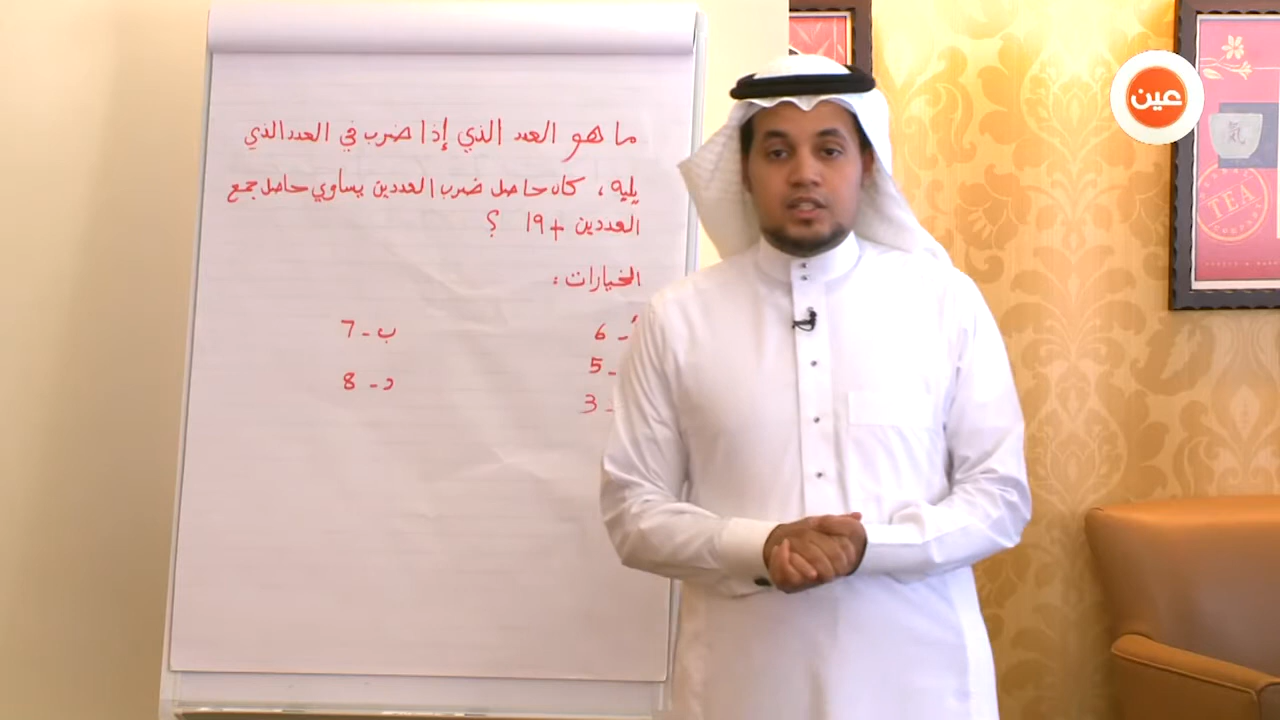 ما هو العدد الذي إذا ضرب في العدد الذي
يليه ، كان حاصل ضرب العددين يساوي حاصل جمع
العددين + 19 ؟
الخيارات :
أ - 6
ب - 7
- 5
د - 8
- 3
عين
TEA